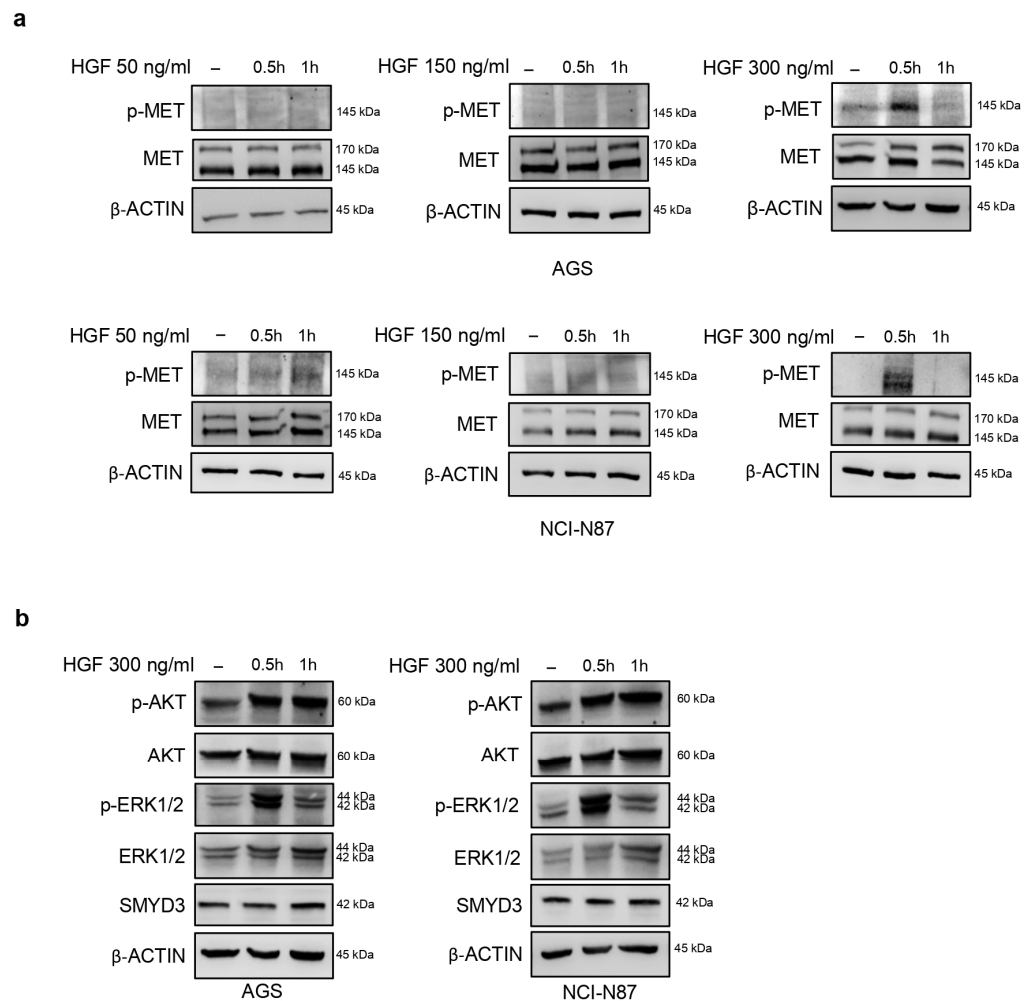 a
HGF 50 ng/ml – 0.5h 1h
p-MET 145 kDa
MET 170 kDa
145 kDa
β-ACTIN 45 kDa
HGF 150 ng/ml – 0.5h 1h
p-MET 145 kDa
MET 170 kDa
145 kDa
β-ACTIN 45 kDa
HGF 300 ng/ml – 0.5h 1h
p-MET 145 kDa
MET 170 kDa
145 kDa
β-ACTIN 45 kDa
AGS
HGF 50 ng/ml – 0.5h 1h
p-MET 145 kDa
MET 170 kDa
145 kDa
β-ACTIN 45 kDa
HGF 150 ng/ml – 0.5h 1h
p-MET 145 kDa
MET 170 kDa
145 kDa
β-ACTIN 45 kDa
HGF 300 ng/ml – 0.5h 1h
p-MET 145 kDa
MET 170 kDa
145 kDa
β-ACTIN 45 kDa
NCI-N87
b
HGF 300 ng/ml – 0.5h 1h
p-AKT 60 kDa
AKT 60 kDa
p-ERK1/2 44 kDa
42 kDa
ERK1/2 44 kDa
42 kDa
SMYD3 42 kDa
β-ACTIN 45 kDa
AGS
HGF 300 ng/ml – 0.5h 1h
p-AKT 60 kDa
AKT 60 kDa
p-ERK1/2 44 kDa
42 kDa
ERK1/2 44 kDa
42 kDa
SMYD3 42 kDa
β-ACTIN 45 kDa
NCI-N87